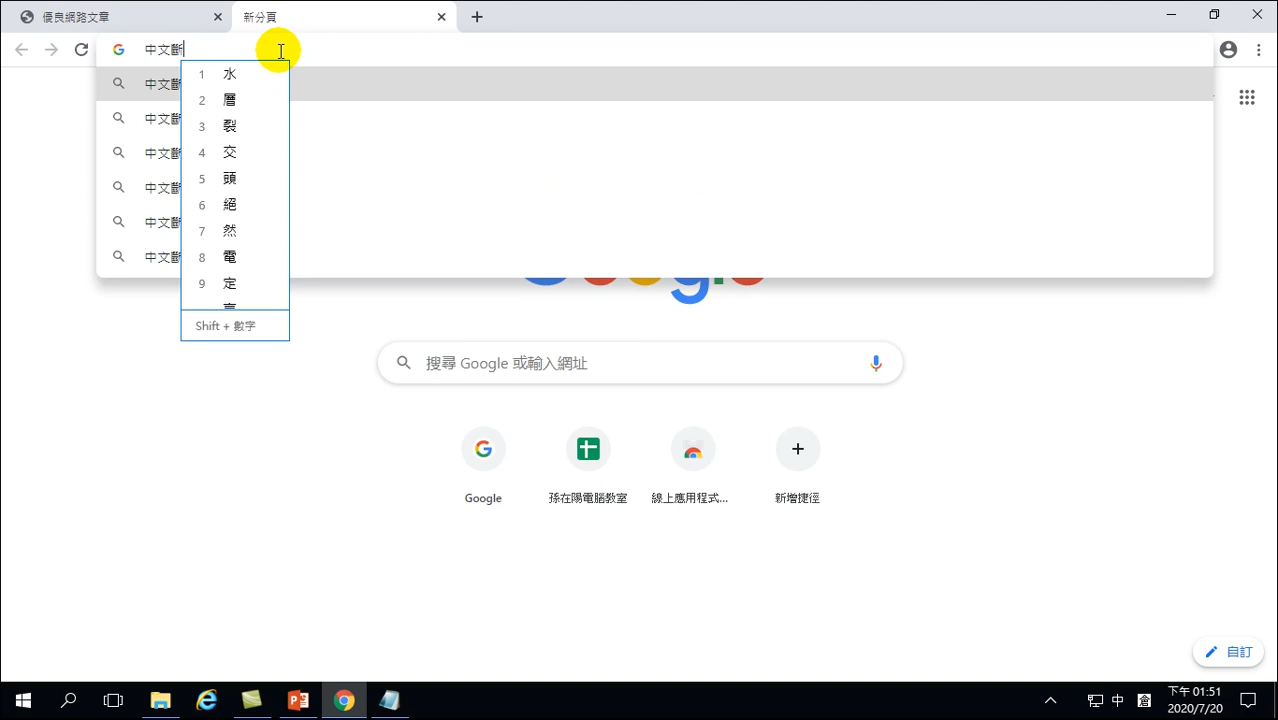 優良網路文章
新分頁
中文斷
中文斷
中文斷
中文斷
中文斷
中文斷
中文斷
1 水
2 層
3 裂
4 交
5 頭
6 絕
7 然
8 電
9 定
Shift + 數字
搜尋 Google 或輸入網址
Google
孫在陽電腦教室
線上應用程式...
新增捷徑
自訂
中
倉
下午 01:51
2020/7/20